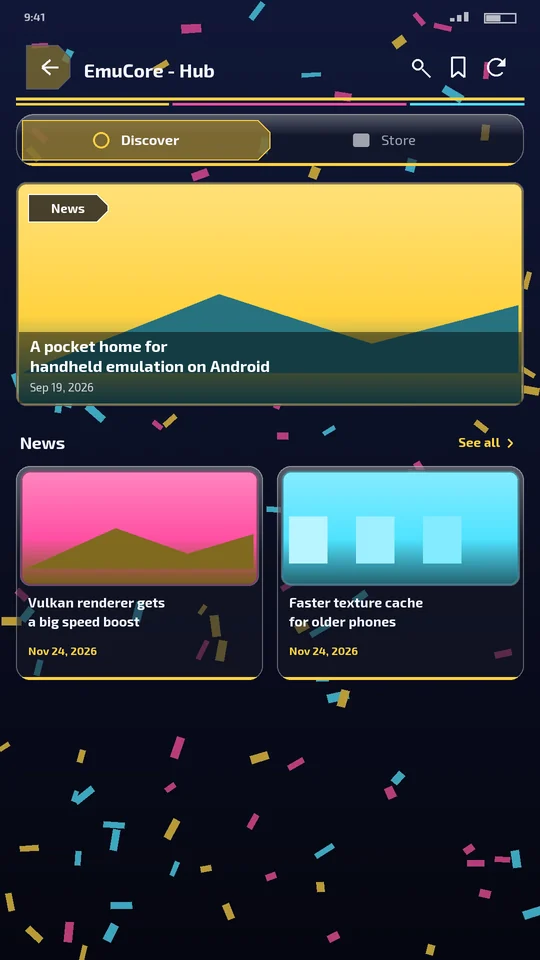 9:41
EmuCore - Hub
Discover
Store
News
A pocket home for
handheld emulation on Android
Sep 19, 2026
News
See all
Vulkan renderer gets
a big speed boost
Nov 24, 2026
Faster texture cache
for older phones
Nov 24, 2026